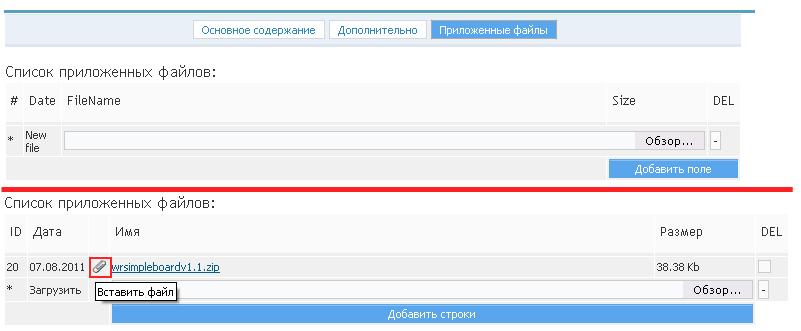 Основное содержание Дополнительно Приложенные файлы
Список приложенных файлов:
# Date FileName Size DEL
* New file Обзор... -
Добавить поле
Список приложенных файлов:
ID Дата Имя Размер DEL
20 07.08.2011 wrsimpleboardv1.1.zip 38.38 Kb
* Загрузить Вставить файл Обзор... -
Добавить строки